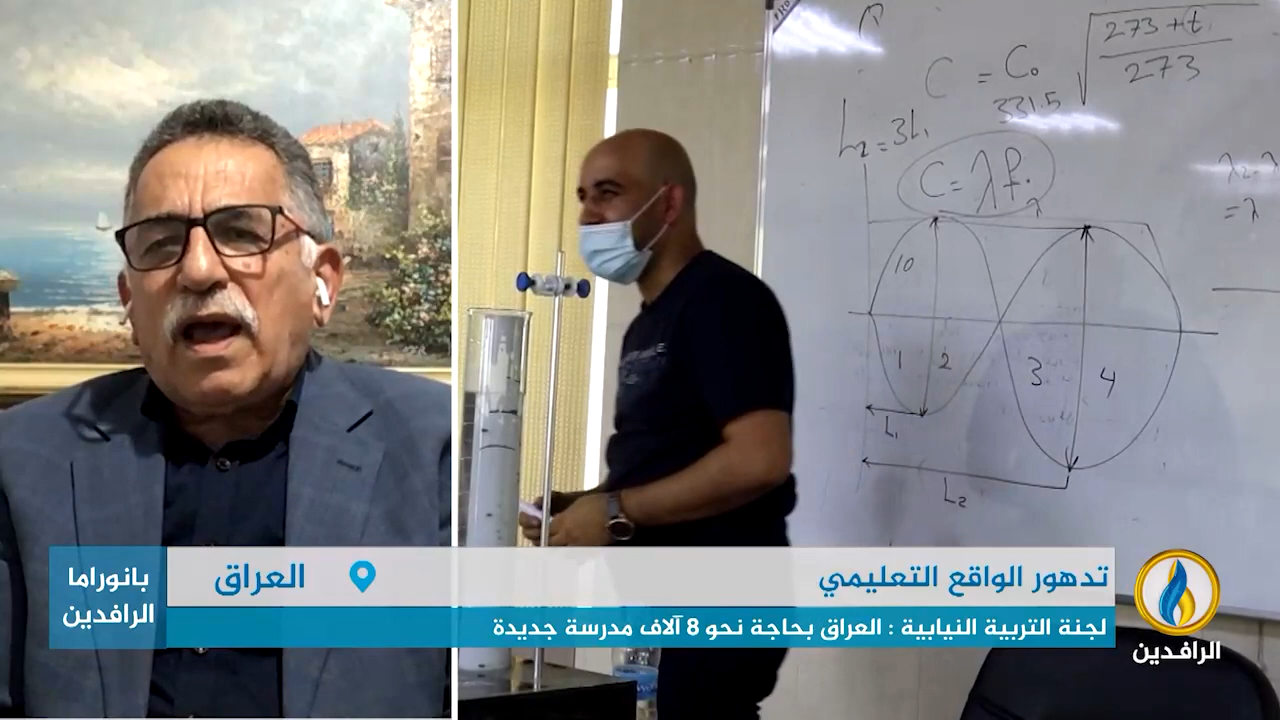 C = C₀ √((273 + t)/273)
331.5
L₂ = 3L₁
C = λf.
λ
= λ
10
1 2 3 4
L₁
L₂
تدهور الواقع التعليمي
العراق
لجنة التربية النيابية : العراق بحاجة نحو 8 آلاف مدرسة جديدة
بانوراما
الرافدين
الرافدين